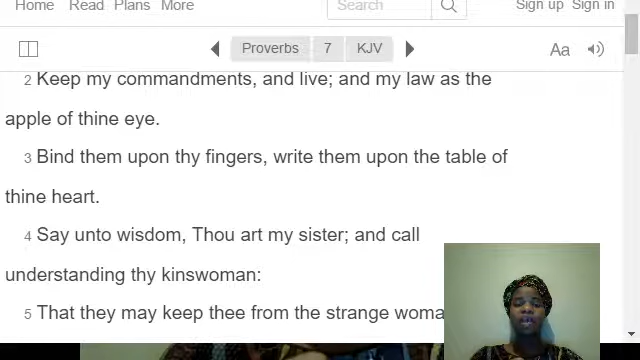 Home Read Plans More Search Sign up Sign in
Proverbs 7 KJV Aa
2 Keep my commandments, and live; and my law as the
apple of thine eye.
3 Bind them upon thy fingers, write them upon the table of
thine heart.
4 Say unto wisdom, Thou art my sister; and call
understanding thy kinswoman:
5 That they may keep thee from the strange